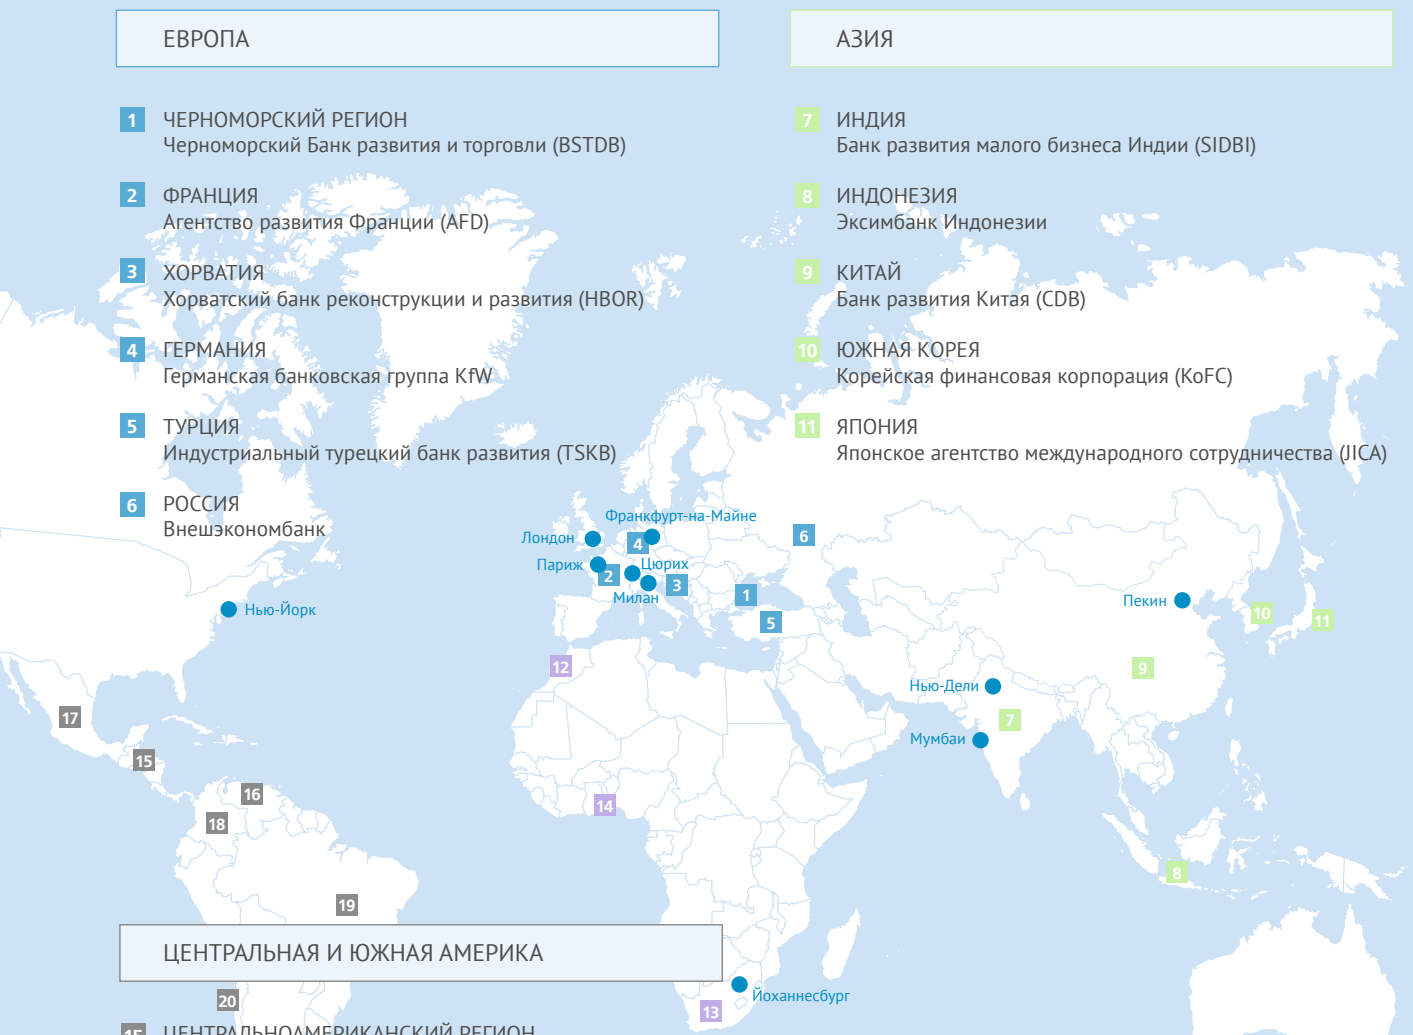 ЕВРОПА
1 ЧЕРНОМОРСКИЙ РЕГИОН
Черноморский Банк развития и торговли (BSTDB)
2 ФРАНЦИЯ
Агентство развития Франции (AFD)
3 ХОРВАТИЯ
Хорватский банк реконструкции и развития (HBOR)
4 ГЕРМАНИЯ
Германская банковская группа KfW
5 ТУРЦИЯ
Индустриальный турецкий банк развития (TSKB)
6 РОССИЯ
Внешэкономбанк
АЗИЯ
7 ИНДИЯ
Банк развития малого бизнеса Индии (SIDBI)
8 ИНДОНЕЗИЯ
Эксимбанк Индонезии
9 КИТАЙ
Банк развития Китая (CDB)
10 ЮЖНАЯ КОРЕЯ
Корейская финансовая корпорация (KoFC)
11 ЯПОНИЯ
Японское агентство международного сотрудничества (JICA)
Франкфурт-на-Майне
Лондон
4
6
Париж
2
Цюрих
3
Милан
1
5
Нью-Йорк
Пекин
10
11
12
9
Нью-Дели
7
Мумбаи
17
15
16
18
14
8
19
ЦЕНТРАЛЬНАЯ И ЮЖНАЯ АМЕРИКА
20
Йоханнесбург
13
15 ЦЕНТРАЛЬНОАМЕРИКАНСКИЙ РЕГИОН